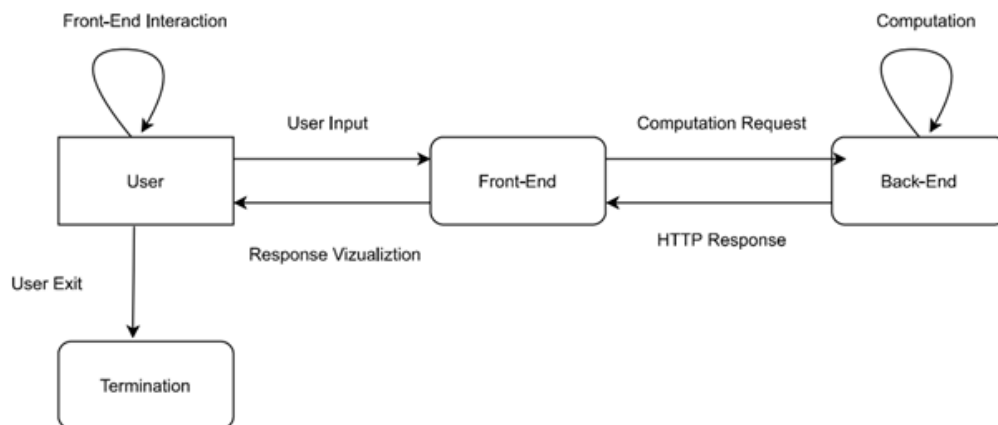 Front-End Interaction
Computation
User Input
Computation Request
User
Front-End
Back-End
Response Vizualiztion
HTTP Response
User Exit
Termination